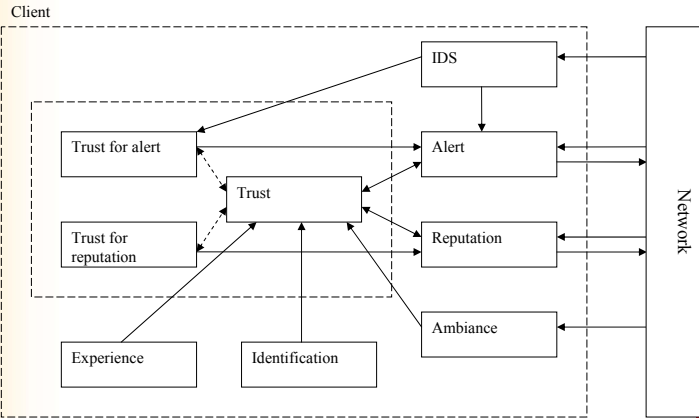 Client
IDS
Trust for alert
Alert
Trust
Trust for
reputation
Reputation
Network
Ambiance
Experience
Identification